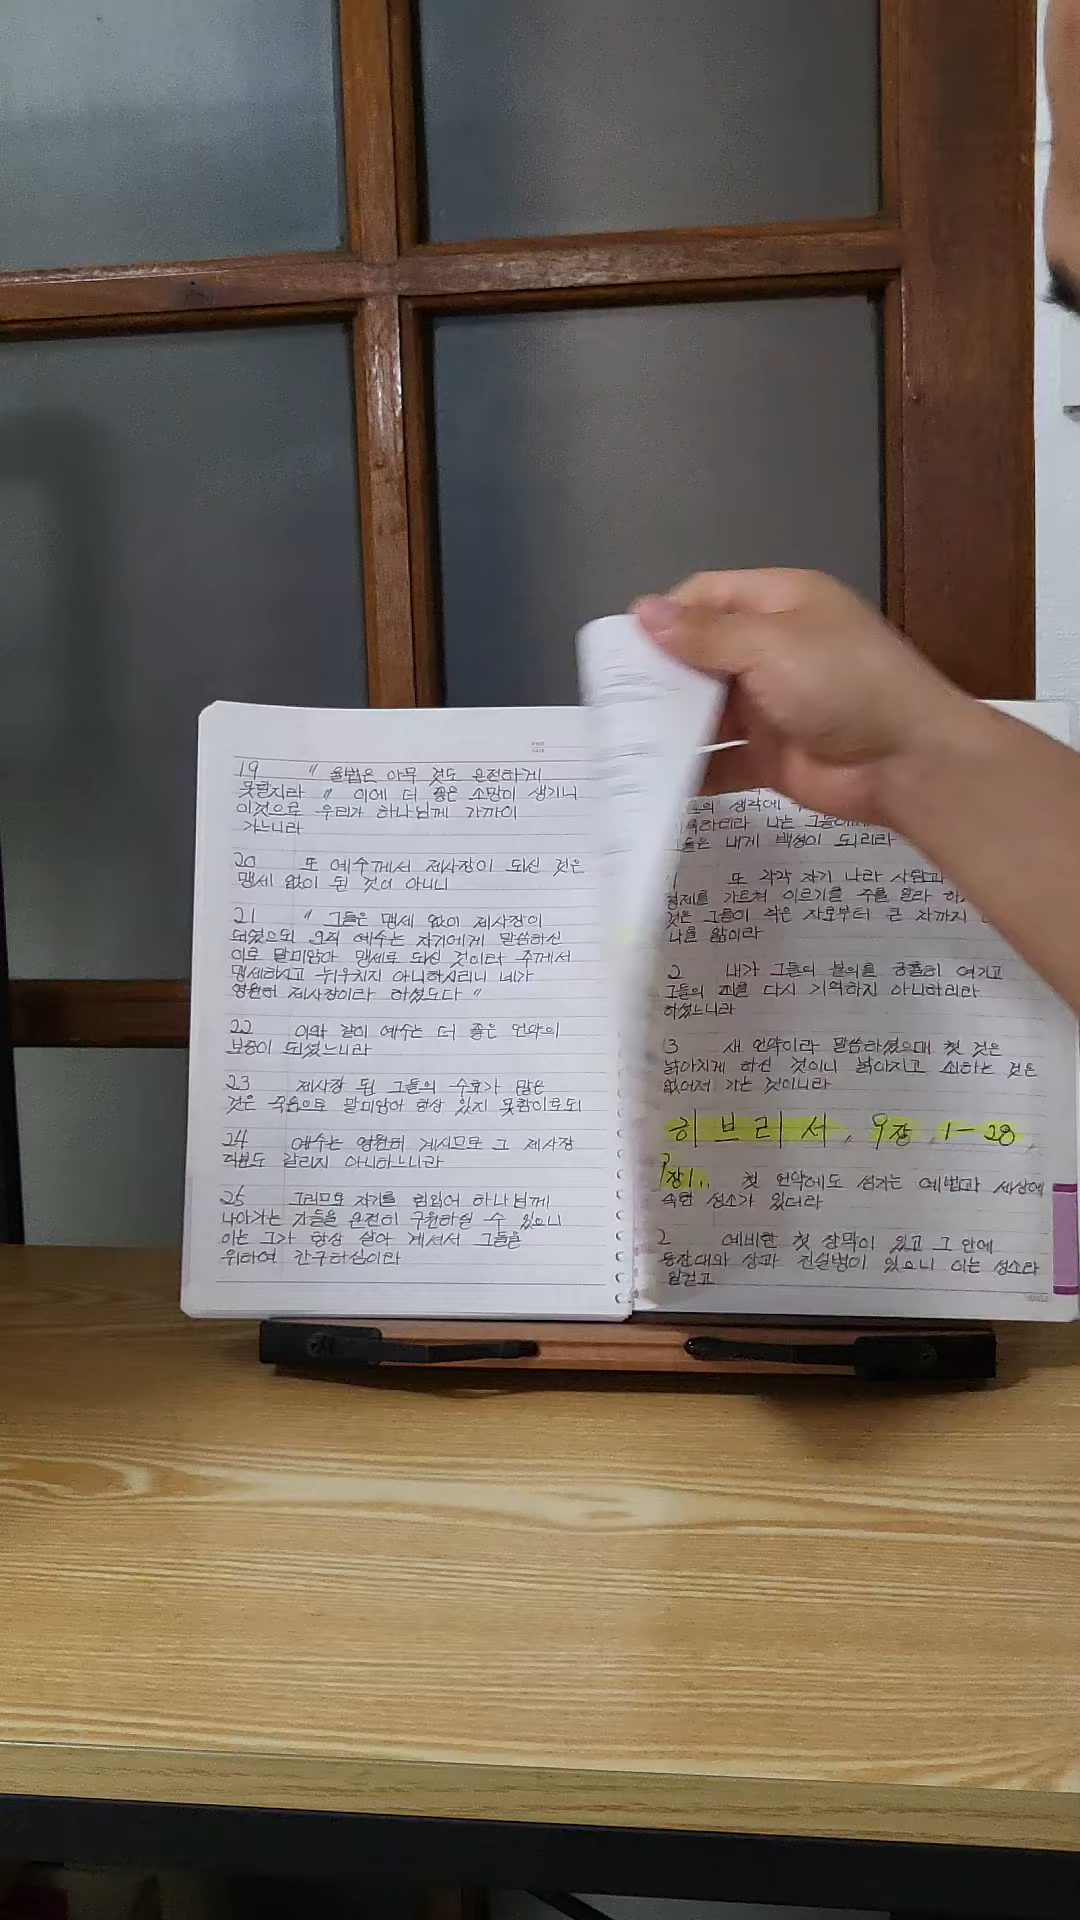 19 " 율법은 아무 것도 온전하게
못할지라 " 이에 더 좋은 소망이 생기니
이것으로 우리가 하나님께 가까이
가느니라
20 또 예수께서 제사장이 되신 것은
맹세 없이 된 것이 아니니
21 " 그들은 맹세 없이 제사장이
되었으되 오직 예수는 자기에게 말씀하신
이로 말미암아 맹세로 되신 것이라 주께서
맹세하시고 뉘우치지 아니하시리니 네가
영원히 제사장이라 하셨도다 "
22 이와 같이 예수는 더 좋은 언약의
보증이 되셨느니라
23 제사장 된 그들의 수효가 많은
것은 죽음으로 말미암아 항상 있지 못함이로되
24 예수는 영원히 계시므로 그 제사장
직분도 갈리지 아니하느니라
25 그러므로 자기를 힘입어 하나님께
나아가는 자들을 온전히 구원하실 수 있으니
이는 그가 항상 살아 계셔서 그들을
위하여 간구하심이라
생각에
나는
내게 백성이 되리라
또 각각 자기 나라 사람과
형제를 가르쳐 이르기를 주를 알라
것은 그들이 작은 자로부터 큰 자까지
나를 앎이라
2 내가 그들의 불의를 긍휼히 여기고
그들의 죄를 다시 기억하지 아니하리라
하셨느니라
3 새 언약이라 말씀하셨으매 첫 것은
낡아지게 하신 것이니 낡아지고 쇠하는 것은
없어져 가는 것이니라
히브리서, 9장, 1-28,
9장1. 첫 언약에도 섬기는 예법과 세상에
속한 성소가 있더라
2 예비한 첫 장막이 있고 그 안에
등잔대와 상과 진설병이 있으니 이는 성소라
일컫고